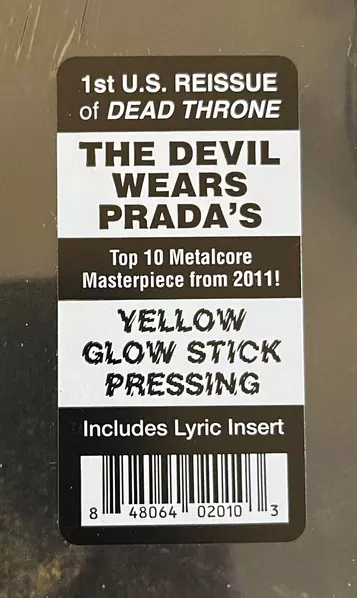 1st U.S. REISSUE
of DEAD THRONE
THE DEVIL
WEARS
PRADA'S
Top 10 Metalcore
Masterpiece from 2011!
YELLOW
GLOW STICK
PRESSING
Includes Lyric Insert
8 48064 02010 3